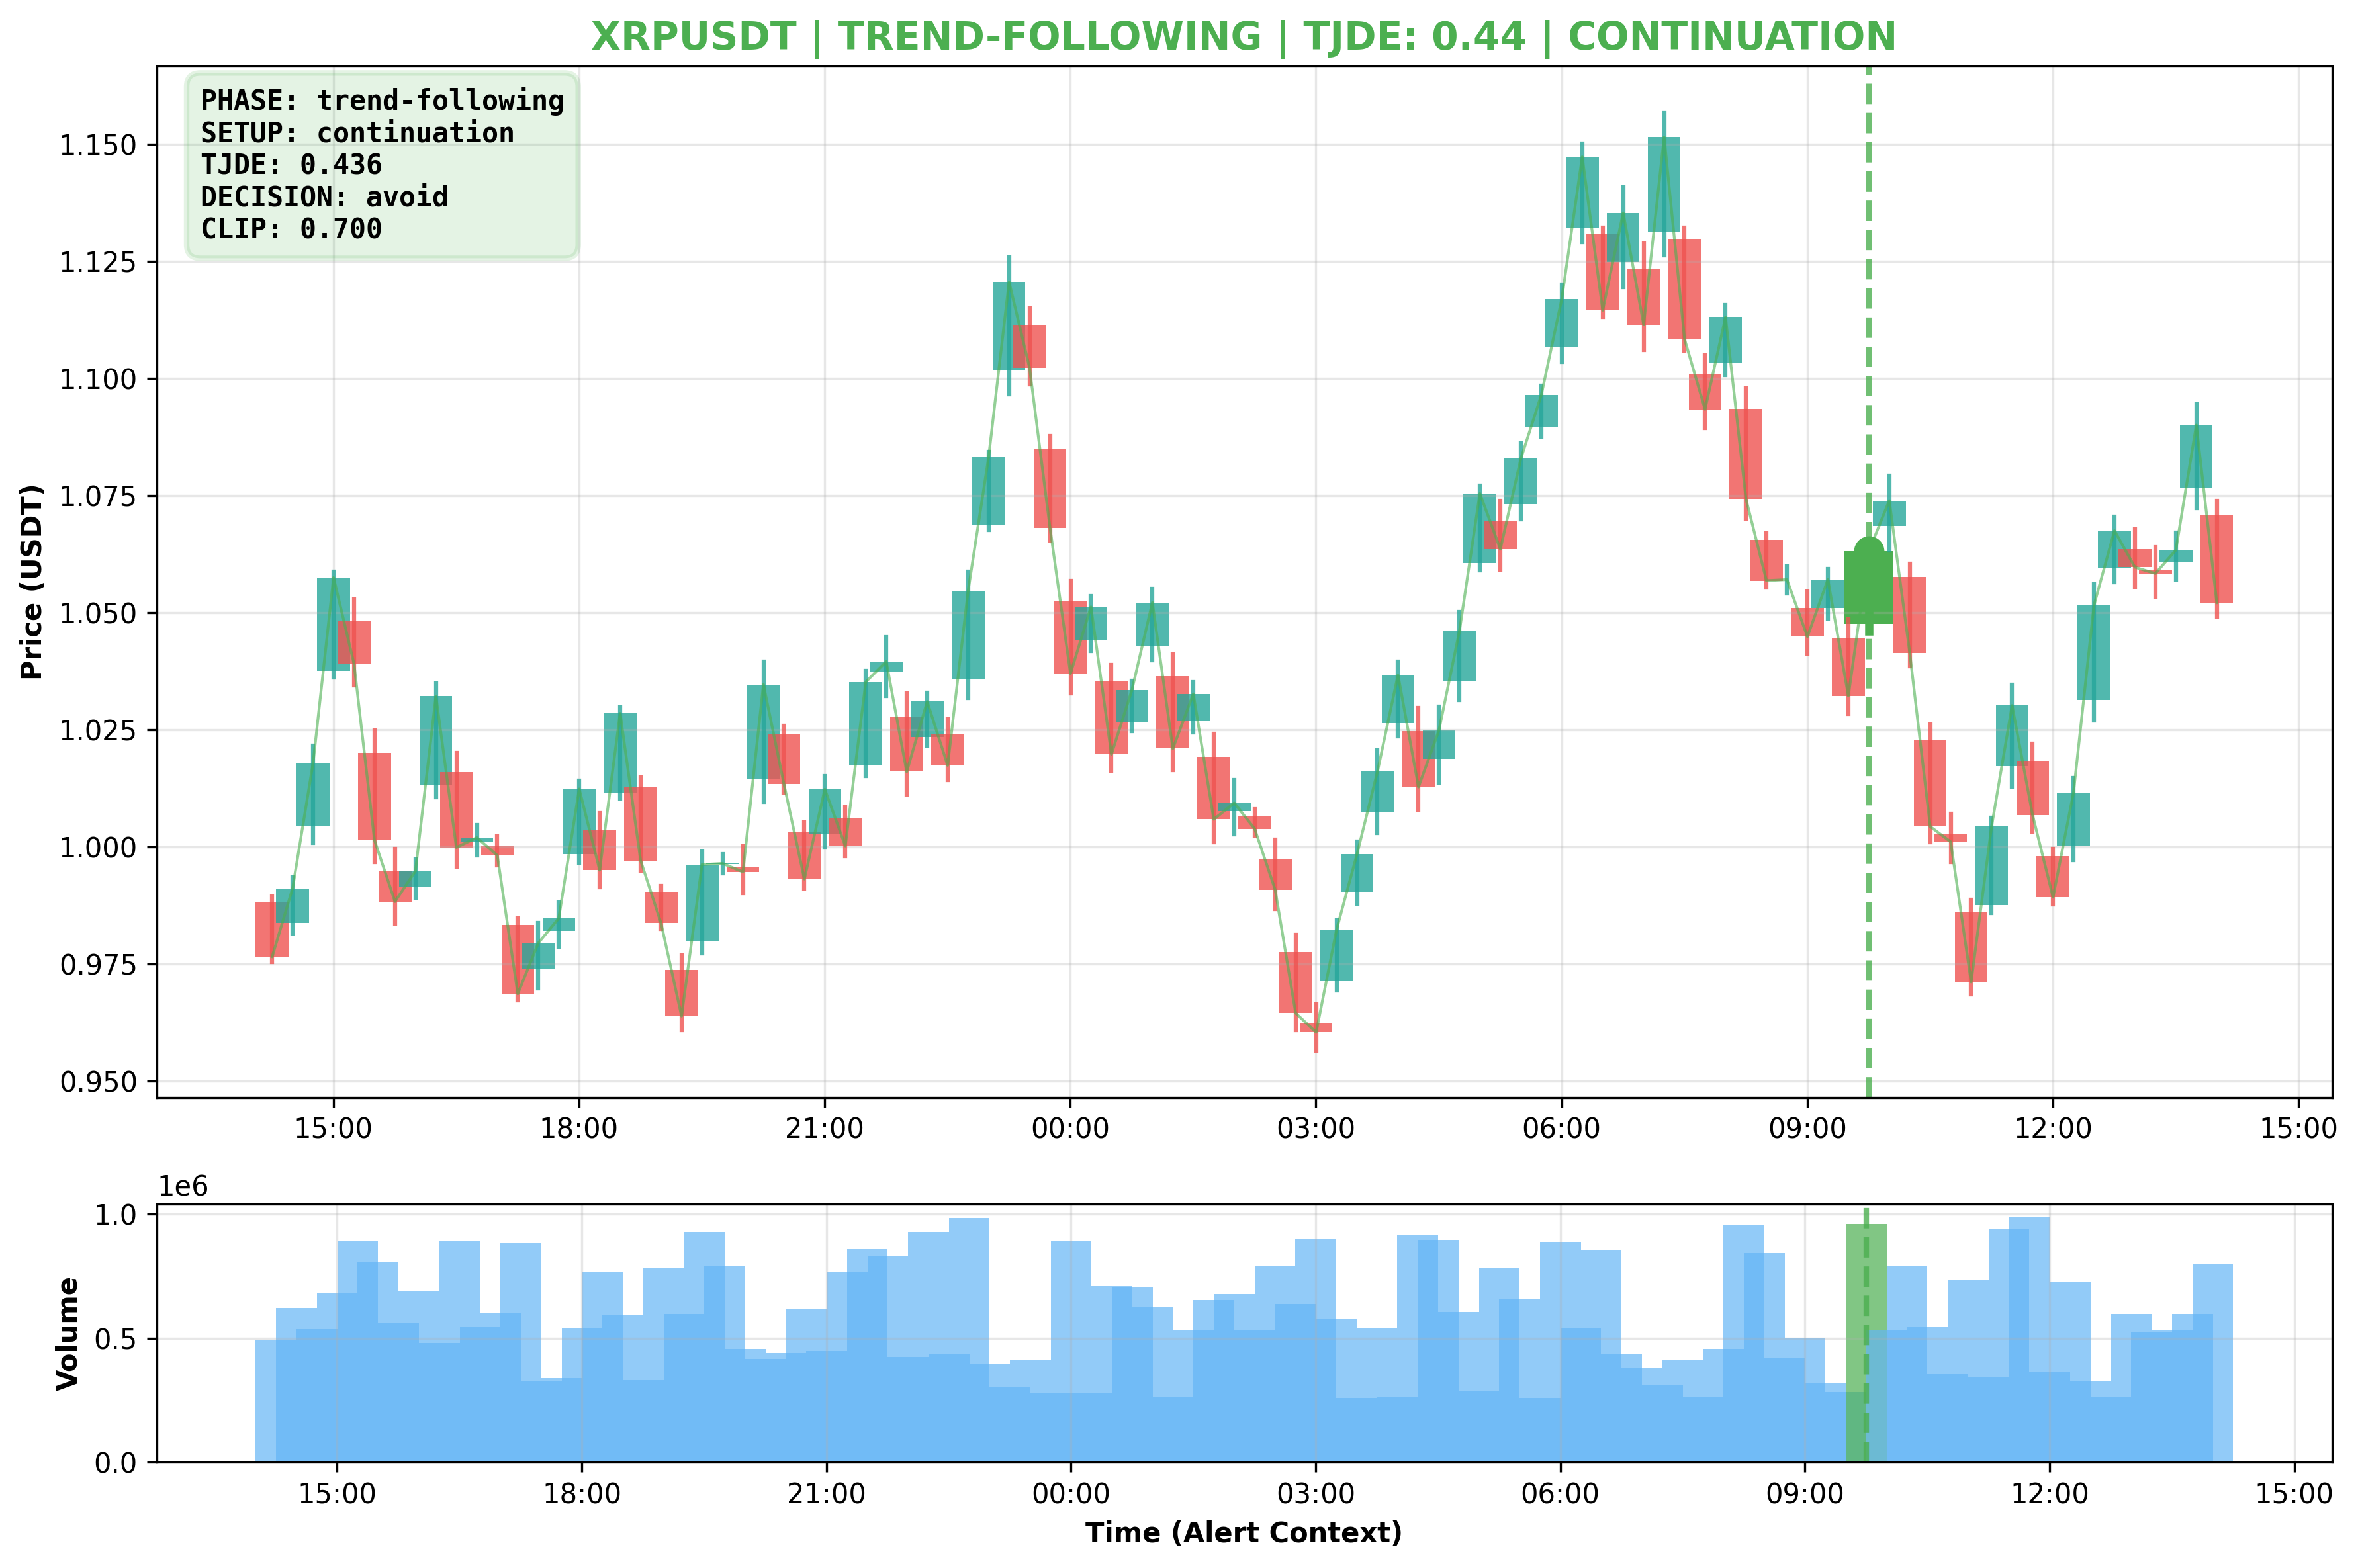 XRPUSDT | TREND-FOLLOWING | TJDE: 0.44 | CONTINUATION
PHASE: trend-following
SETUP: continuation
TJDE: 0.436
DECISION: avoid
CLIP: 0.700
Price (USDT)
1.150
1.125
1.100
1.075
1.050
1.025
1.000
0.975
0.950
15:00 18:00 21:00 00:00 03:00 06:00 09:00 12:00 15:00
1e6
Volume
1.0
0.5
0.0
15:00 18:00 21:00 00:00 03:00 06:00 09:00 12:00 15:00
Time (Alert Context)